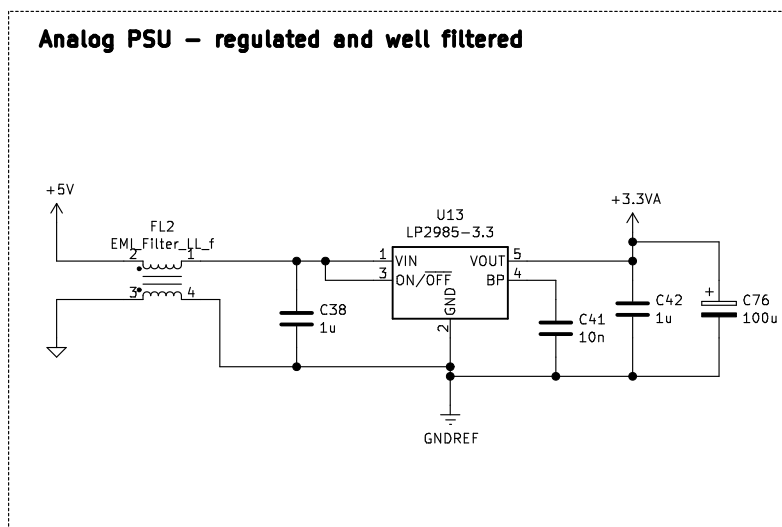 Analog PSU – regulated and well filtered
+5V
FL2
EMI_Filter_LL_f
2 1
3 4
U13
LP2985-3.3
1 VIN VOUT 5
3 ON/OFF BP 4
GND
2
C38
1u
C41
10n
+3.3VA
C42
1u
+
C76
100u
GNDREF